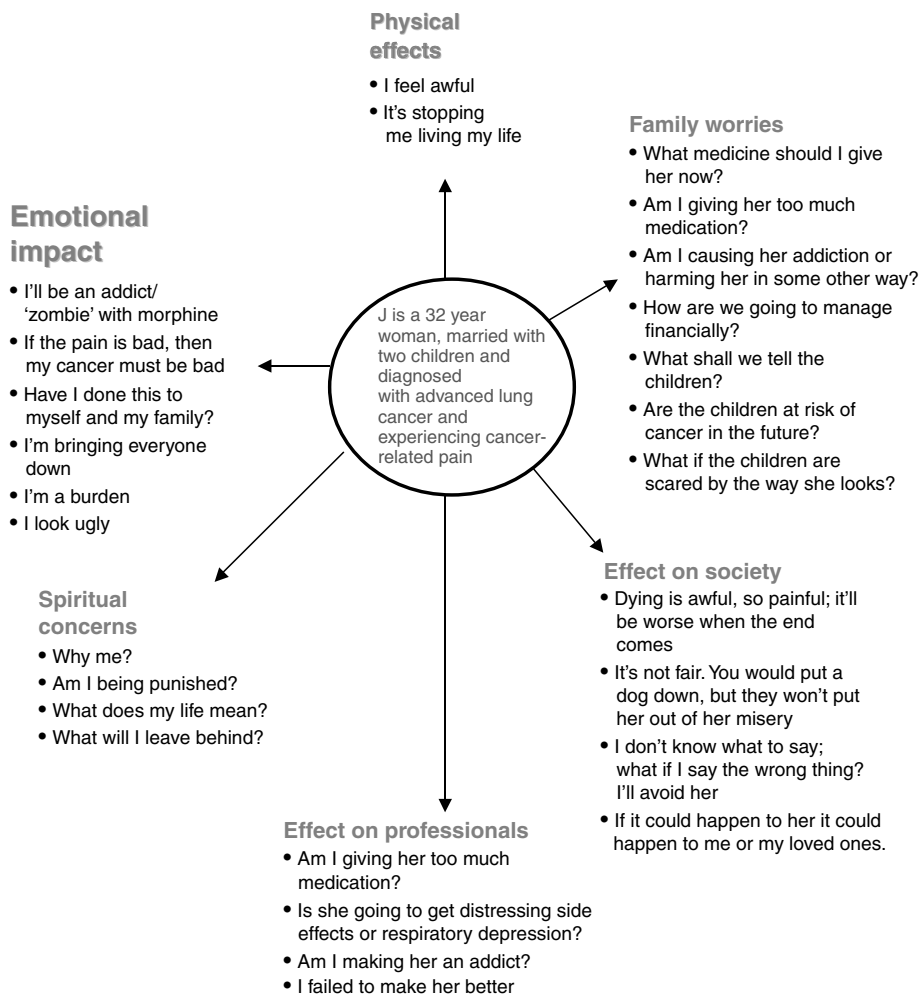 Physical
effects
• I feel awful
• It's stopping
me living my life
Family worries
• What medicine should I give
her now?
• Am I giving her too much
medication?
• Am I causing her addiction or
harming her in some other way?
• How are we going to manage
financially?
• What shall we tell the
children?
• Are the children at risk of
cancer in the future?
• What if the children are
scared by the way she looks?
Emotional
impact
• I'll be an addict/
‘zombie’ with morphine
• If the pain is bad, then
my cancer must be bad
• Have I done this to
myself and my family?
• I'm bringing everyone
down
• I'm a burden
• I look ugly
J is a 32 year
woman, married with
two children and
diagnosed
with advanced lung
cancer and
experiencing cancer-
related pain
Spiritual
concerns
• Why me?
• Am I being punished?
• What does my life mean?
• What will I leave behind?
Effect on society
• Dying is awful, so painful; it'll
be worse when the end
comes
• It's not fair. You would put a
dog down, but they won't put
her out of her misery
• I don't know what to say;
what if I say the wrong thing?
I'll avoid her
• If it could happen to her it could
happen to me or my loved ones.
Effect on professionals
• Am I giving her too much
medication?
• Is she going to get distressing side
effects or respiratory depression?
• Am I making her an addict?
• I failed to make her better